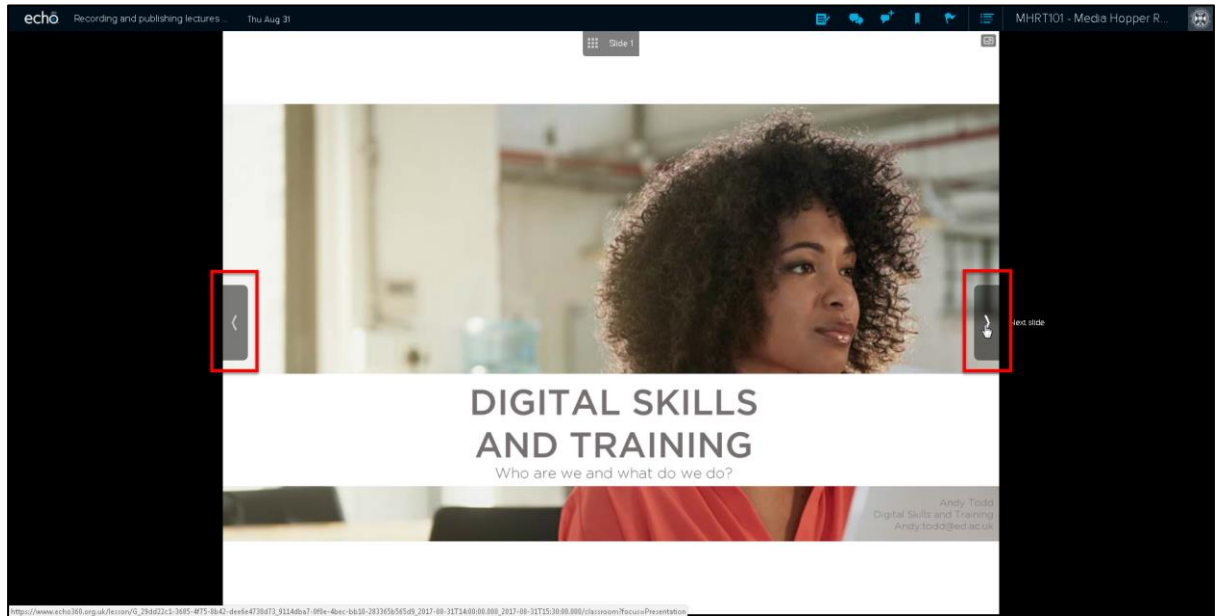 echo Recording and publishing lectures... Thu Aug 31 MHRT101 - Media Hopper R...
Slide 1
Next slide
DIGITAL SKILLS
AND TRAINING
Who are we and what do we do?
Andy Todd
Digital Skills and Training
Andy.todd@ed.ac.uk